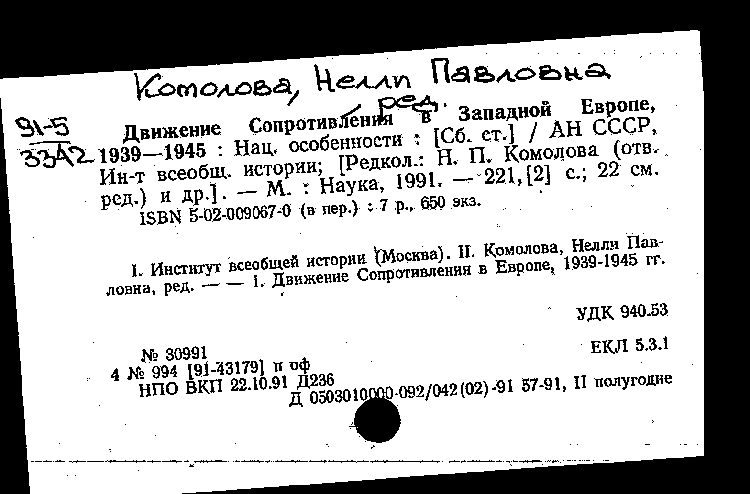 Комолова, Нелли Павловна
ред.
91-5
33А2
Движение Сопротивления в Западной Европе,
1939—1945 : Нац. особенности : [Сб. ст.] / АН СССР,
Ин-т всеобщ. истории; [Редкол.: Н. П. Комолова (отв.
ред.) и др.]. — М. : Наука, 1991. — 221,[2] с.; 22 см.
ISBN 5-02-009067-0 (в пер.) : 7 р., 650 экз.
I. Институт всеобщей истории (Москва). II. Комолова, Нелли Пав-
ловна, ред. — — 1. Движение Сопротивления в Европе, 1939-1945 гг.
УДК 940.53
№ 30991
ЕКЛ 5.3.1
4 № 994 [91-43179] п оф
НПО ВКП 22.10.91 Д236
Д 0503010000-092/042(02)-91 57-91, II полугодие